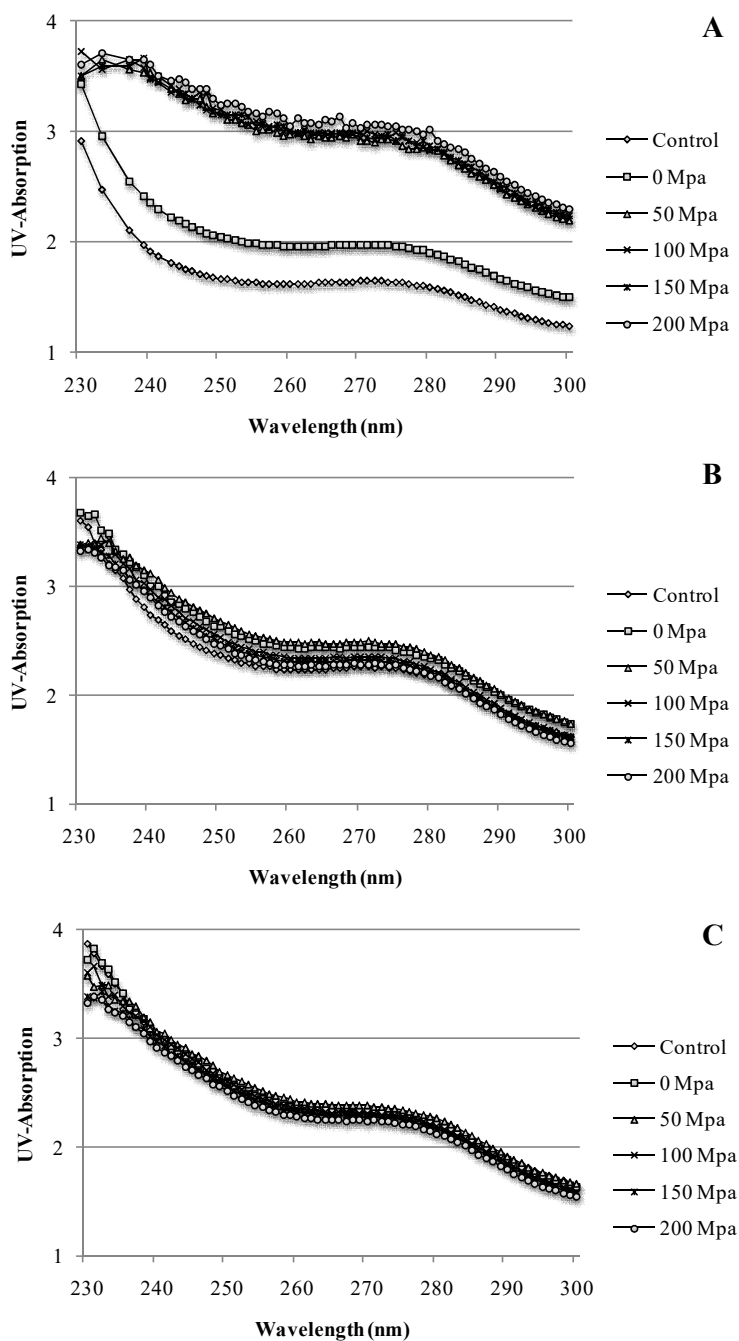 A
4
3
2
1
UV-Absorption
230 240 250 260 270 280 290 300
Wavelength (nm)
Control
0 Mpa
50 Mpa
100 Mpa
150 Mpa
200 Mpa
B
4
3
2
1
UV-Absorption
230 240 250 260 270 280 290 300
Wavelength (nm)
Control
0 Mpa
50 Mpa
100 Mpa
150 Mpa
200 Mpa
C
4
3
2
1
UV-Absorption
230 240 250 260 270 280 290 300
Wavelength (nm)
Control
0 Mpa
50 Mpa
100 Mpa
150 Mpa
200 Mpa